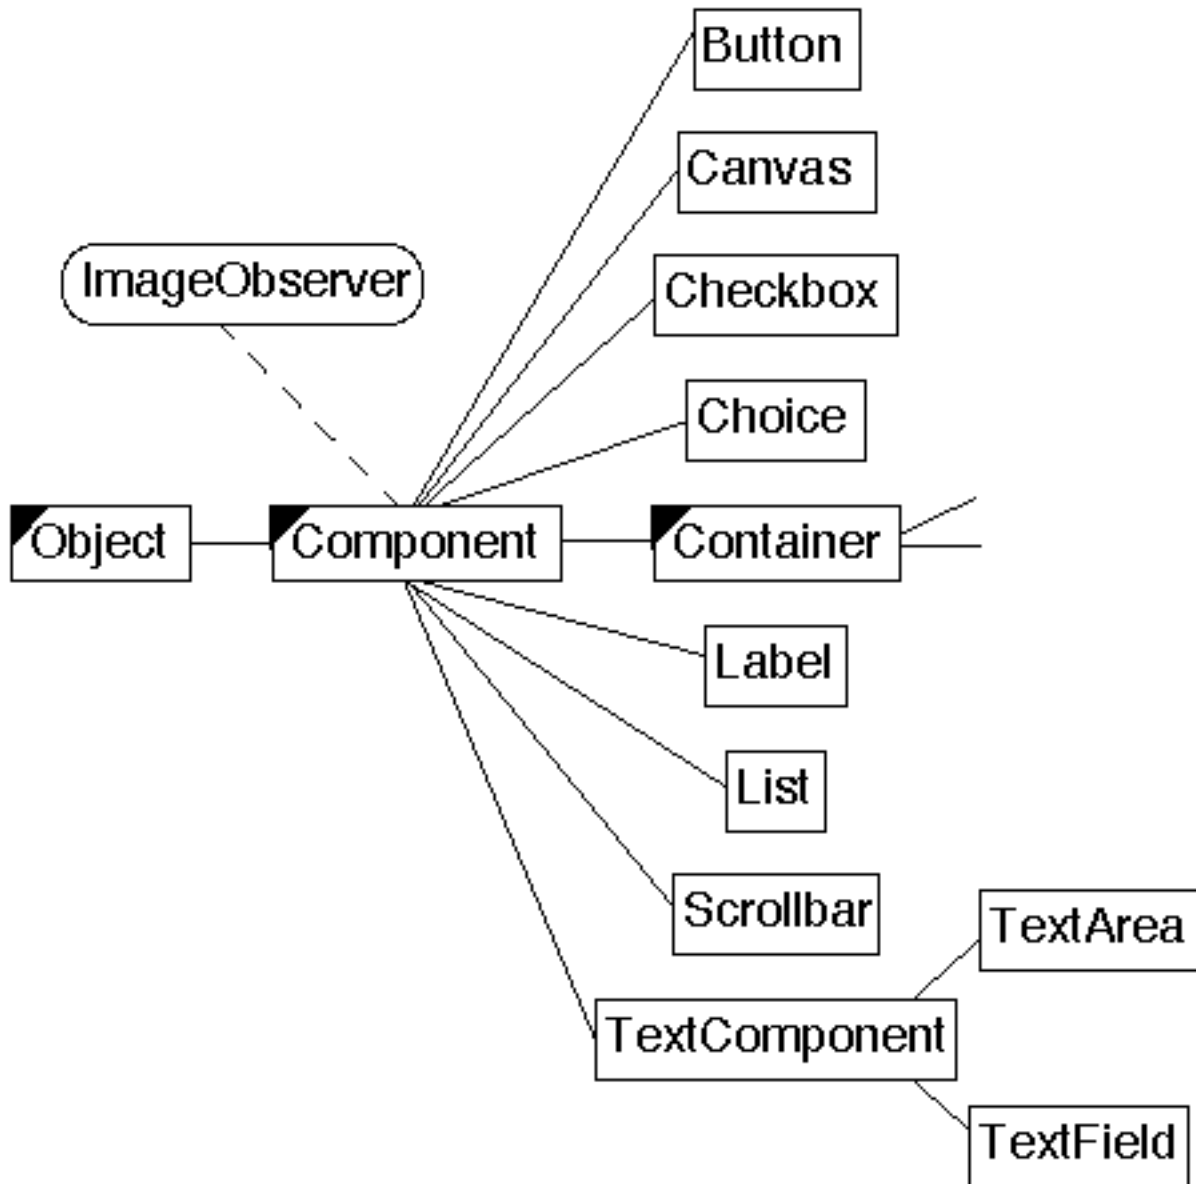 Button
Canvas
ImageObserver
Checkbox
Choice
Object
Component
Container
Label
List
Scrollbar
TextArea
TextComponent
TextField